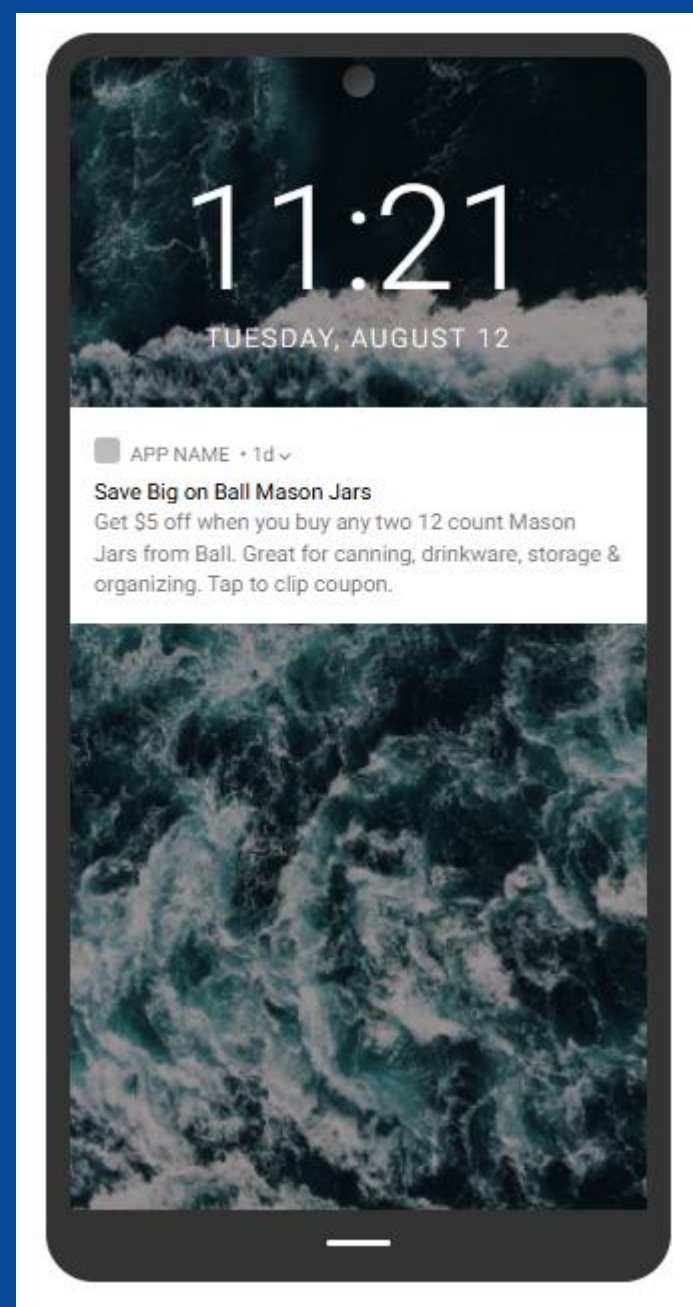 11:21
TUESDAY, AUGUST 12
APP NAME • 1d
Save Big on Ball Mason Jars
Get $5 off when you buy any two 12 count Mason
Jars from Ball. Great for canning, drinkware, storage &
organizing. Tap to clip coupon.